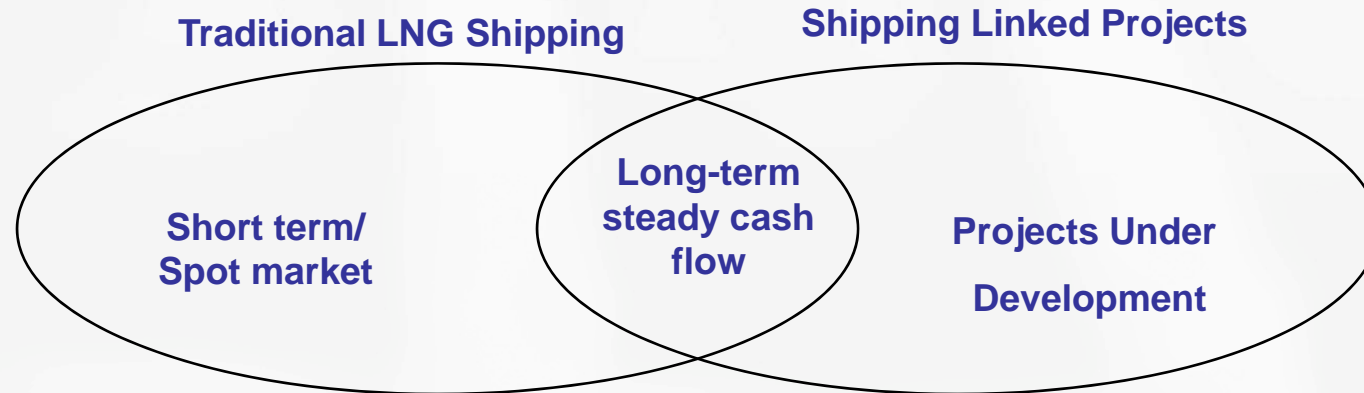 Traditional LNG Shipping
Shipping Linked Projects
Short term/
Spot market
Long-term
steady cash
flow
Projects Under
Development